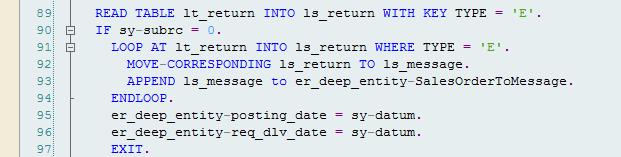 89 READ TABLE lt_return INTO ls_return WITH KEY TYPE = 'E'.
90 IF sy-subrc = 0.
91 LOOP AT lt_return INTO ls_return WHERE TYPE = 'E'.
92 MOVE-CORRESPONDING ls_return TO ls_message.
93 APPEND ls_message to er_deep_entity-SalesOrderToMessage.
94 ENDLOOP.
95 er_deep_entity-posting_date = sy-datum.
96 er_deep_entity-req_dlv_date = sy-datum.
97 EXIT.